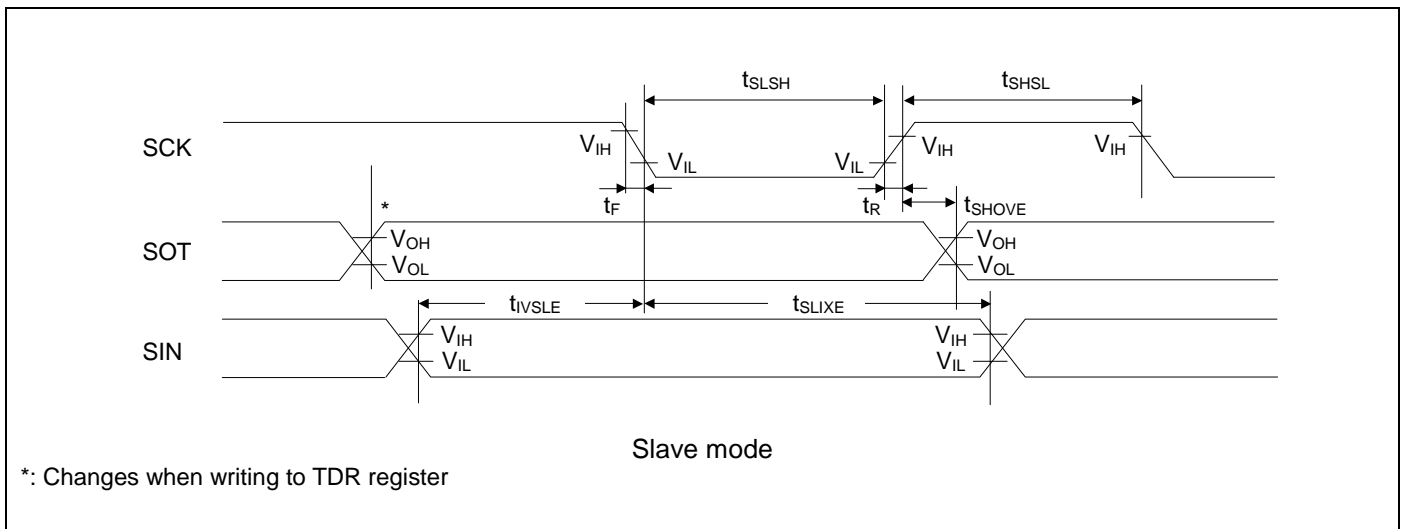 tSLSH
tSHSL
SCK
VIH
VIL
VIL
VIH
VIH
tF
tR
tSHOVE
*
SOT
VOH
VOL
VOH
VOL
tIVSLE
tSLIXE
SIN
VIH
VIL
VIH
VIL
Slave mode
*: Changes when writing to TDR register